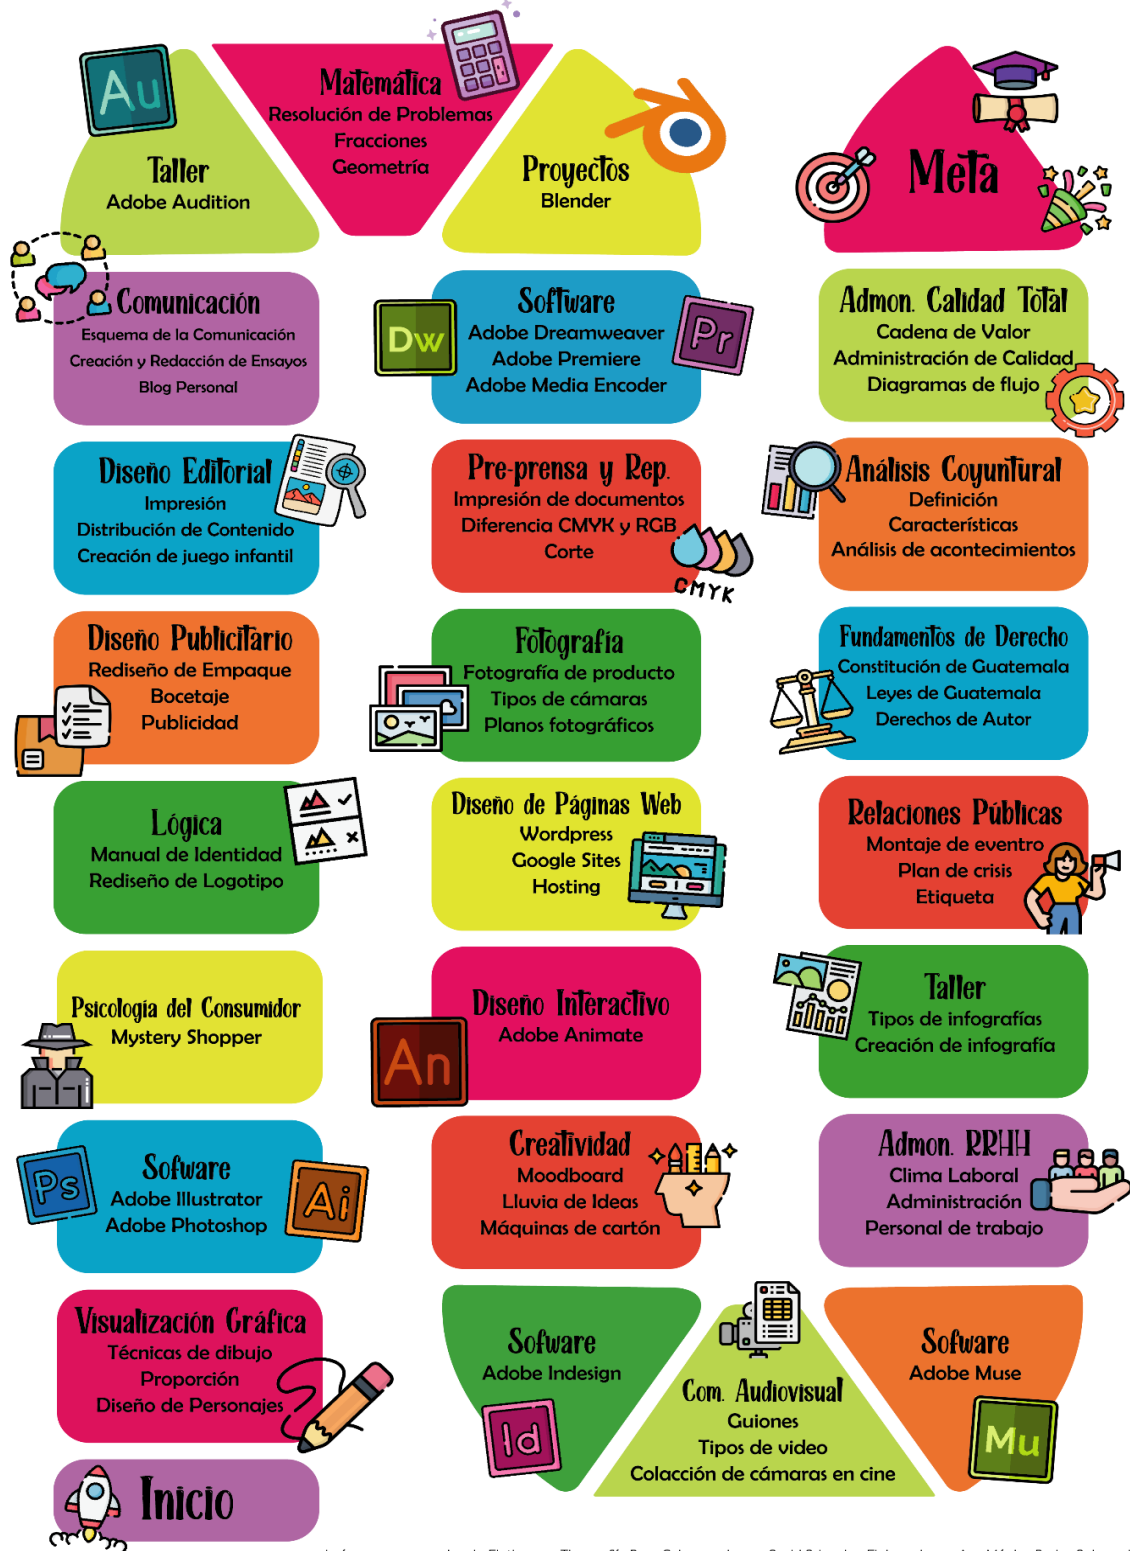 Au
Taller
Adobe Audition
Matemática
Resolución de Problemas
Fracciones
Geometría
Proyectos
Blender
Meta
Comunicación
Esquema de la Comunicación
Creación y Redacción de Ensayos
Blog Personal
Diseño Editorial
Impresión
Distribución de Contenido
Creación de juego infantil
Diseño Publicitario
Rediseño de Empaque
Bocetaje
Publicidad
Lógica
Manual de Identidad
Rediseño de Logotipo
Psicología del Consumidor
Mystery Shopper
Ps
Sofware
Adobe Illustrator
Adobe Photoshop
Ai
Visualización Gráfica
Técnicas de dibujo
Proporción
Diseño de Personajes
Inicio
Dw
Software
Adobe Dreamweaver
Adobe Premiere
Adobe Media Encoder
Pr
Pre-prensa y Rep.
Impresión de documentos
Diferencia CMYK y RGB
Corte
CMYK
Fotografía
Fotografía de producto
Tipos de cámaras
Planos fotográficos
Diseño de Páginas Web
Wordpress
Google Sites
Hosting
Diseño Interactivo
Adobe Animate
An
Creatividad
Moodboard
Lluvia de Ideas
Máquinas de cartón
Sofware
Adobe Indesign
Id
Com. Audiovisual
Guiones
Tipos de video
Colacción de cámaras en cine
Sofware
Adobe Muse
Mu
Admon. Calidad Total
Cadena de Valor
Administración de Calidad
Diagramas de flujo
Análisis Coyuntural
Definición
Características
Análisis de acontecimientos
Fundamentos de Derecho
Constitución de Guatemala
Leyes de Guatemala
Derechos de Autor
Relaciones Públicas
Montaje de eventro
Plan de crisis
Etiqueta
Taller
Tipos de infografías
Creación de infografía
Admon. RRHH
Clima Laboral
Administración
Personal de trabajo